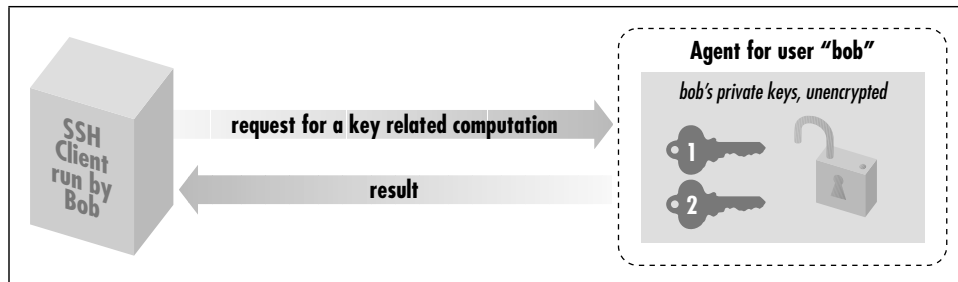 SSH
Client
run by
Bob
request for a key related computation
result
Agent for user “bob”
bob’s private keys, unencrypted
1
2